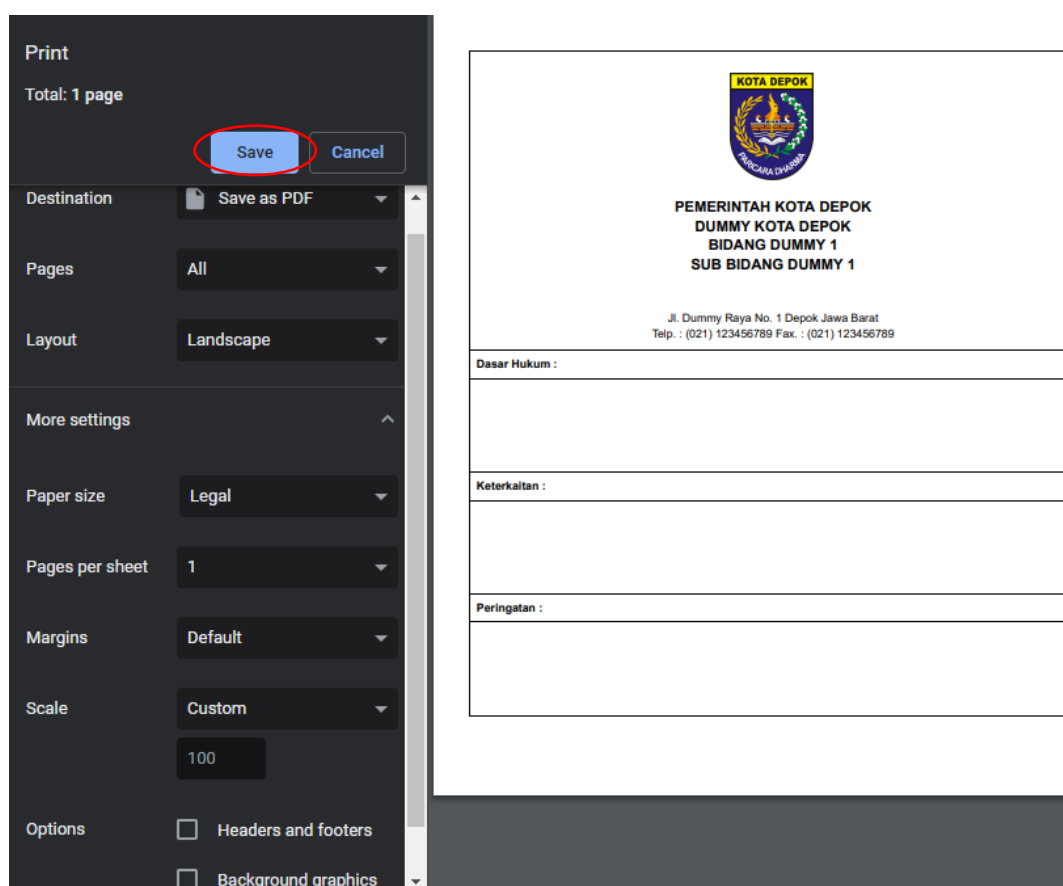 Print
Total: 1 page
Save
Cancel
Destination
Save as PDF
Pages
All
Layout
Landscape
More settings
Paper size
Legal
Pages per sheet
1
Margins
Default
Scale
Custom
100
Options
Headers and footers
Background graphics
KOTA DEPOK
PARICARA DHARMA
PEMERINTAH KOTA DEPOK
DUMMY KOTA DEPOK
BIDANG DUMMY 1
SUB BIDANG DUMMY 1
Jl. Dummy Raya No. 1 Depok Jawa Barat
Telp. : (021) 123456789 Fax. : (021) 123456789
Dasar Hukum :
Keterkaitan :
Peringatan :